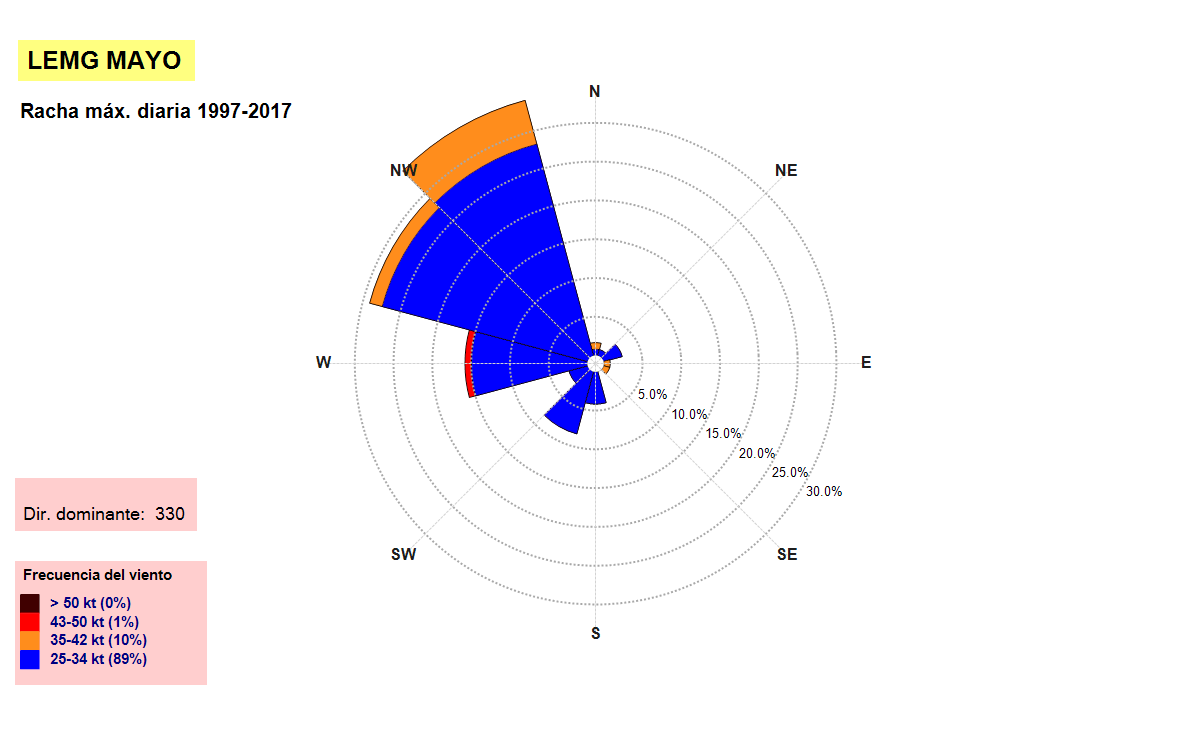 LEMG MAYO
Racha máx. diaria 1997-2017
N
NW
NE
W
E
5.0%
10.0%
15.0%
20.0%
25.0%
30.0%
Dir. dominante: 330
SW
SE
Frecuencia del viento
> 50 kt (0%)
43-50 kt (1%)
35-42 kt (10%)
25-34 kt (89%)
S